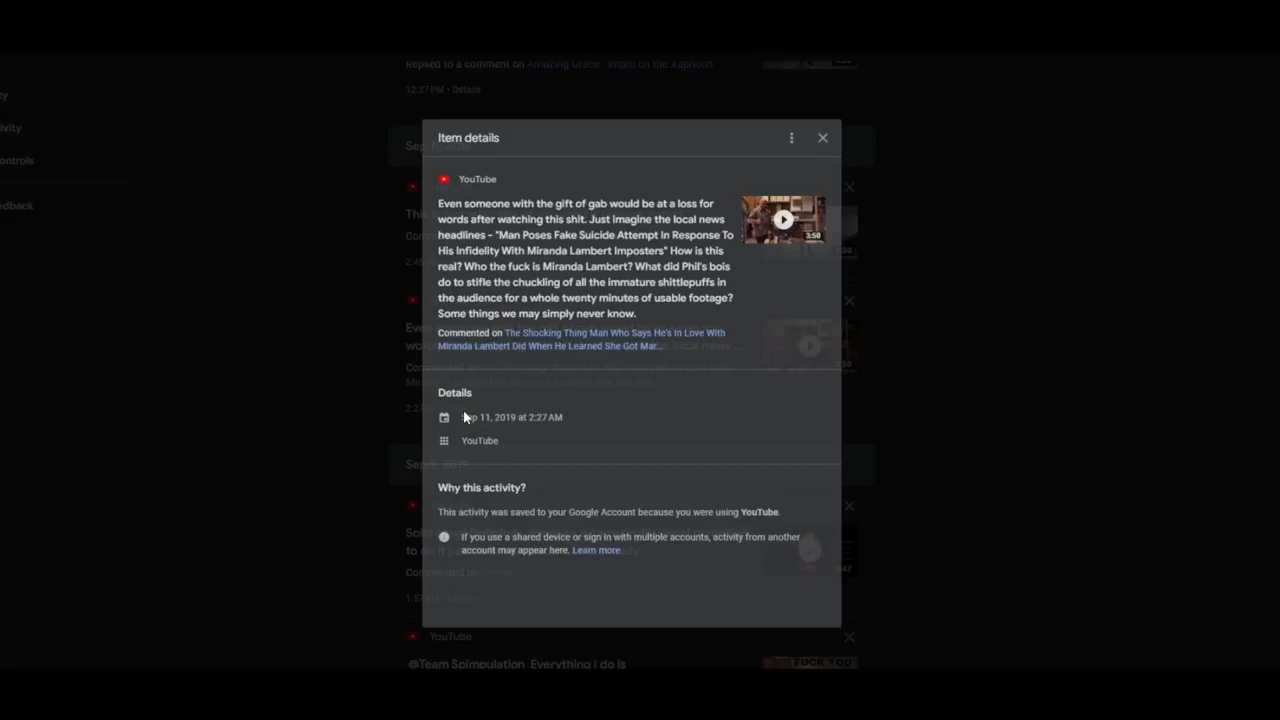 Replied to a comment on Amazing Grace - Impro on the Xaphoon
12:27 PM • Details
ty
ivity
ontrols
edback
Item details
YouTube
Even someone with the gift of gab would be at a loss for
words after watching this shit. Just imagine the local news
headlines - "Man Poses Fake Suicide Attempt In Response To
His Infidelity With Miranda Lambert Imposters" How is this
real? Who the fuck is Miranda Lambert? What did Phil's bois
do to stifle the chuckling of all the immature shittlepuffs in
the audience for a whole twenty minutes of usable footage?
Some things we may simply never know.
3:50
Commented on The Shocking Thing Man Who Says He's In Love With
Miranda Lambert Did When He Learned She Got Mar...
Details
Sep 11, 2019 at 2:27 AM
YouTube
Why this activity?
This activity was saved to your Google Account because you were using YouTube.
If you use a shared device or sign in with multiple accounts, activity from another
account may appear here. Learn more
YouTube
@Team Spimpulation Everything I do is
FUCK YOU